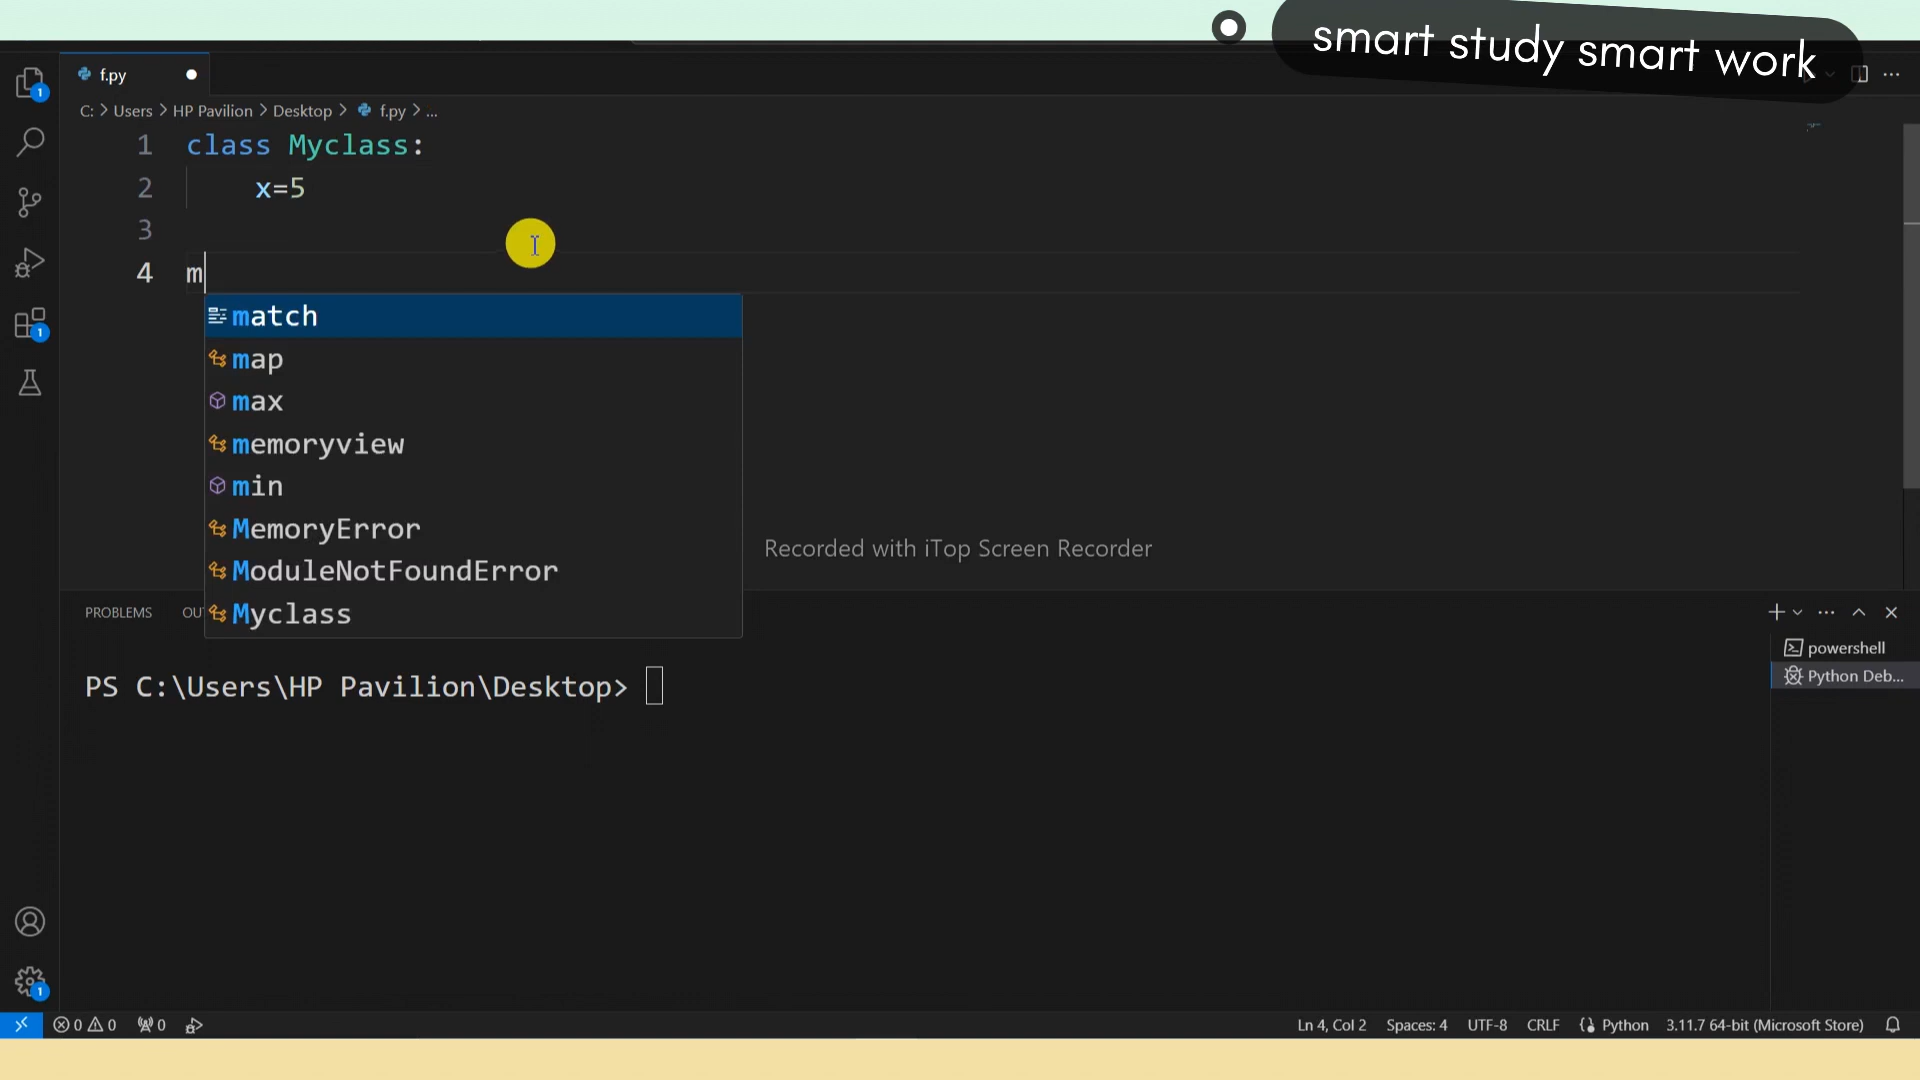 smart study smart work
f.py
C: > Users > HP Pavilion > Desktop > f.py > ...
1 class Myclass:
2 x=5
3
4 m
match
map
max
memoryview
min
MemoryError
ModuleNotFoundError
Myclass
Recorded with iTop Screen Recorder
PROBLEMS OU
powershell
Python Deb...
PS C:\Users\HP Pavilion\Desktop>
1
1
1
0 0 0 Ln 4, Col 2 Spaces: 4 UTF-8 CRLF Python 3.11.7 64-bit (Microsoft Store)